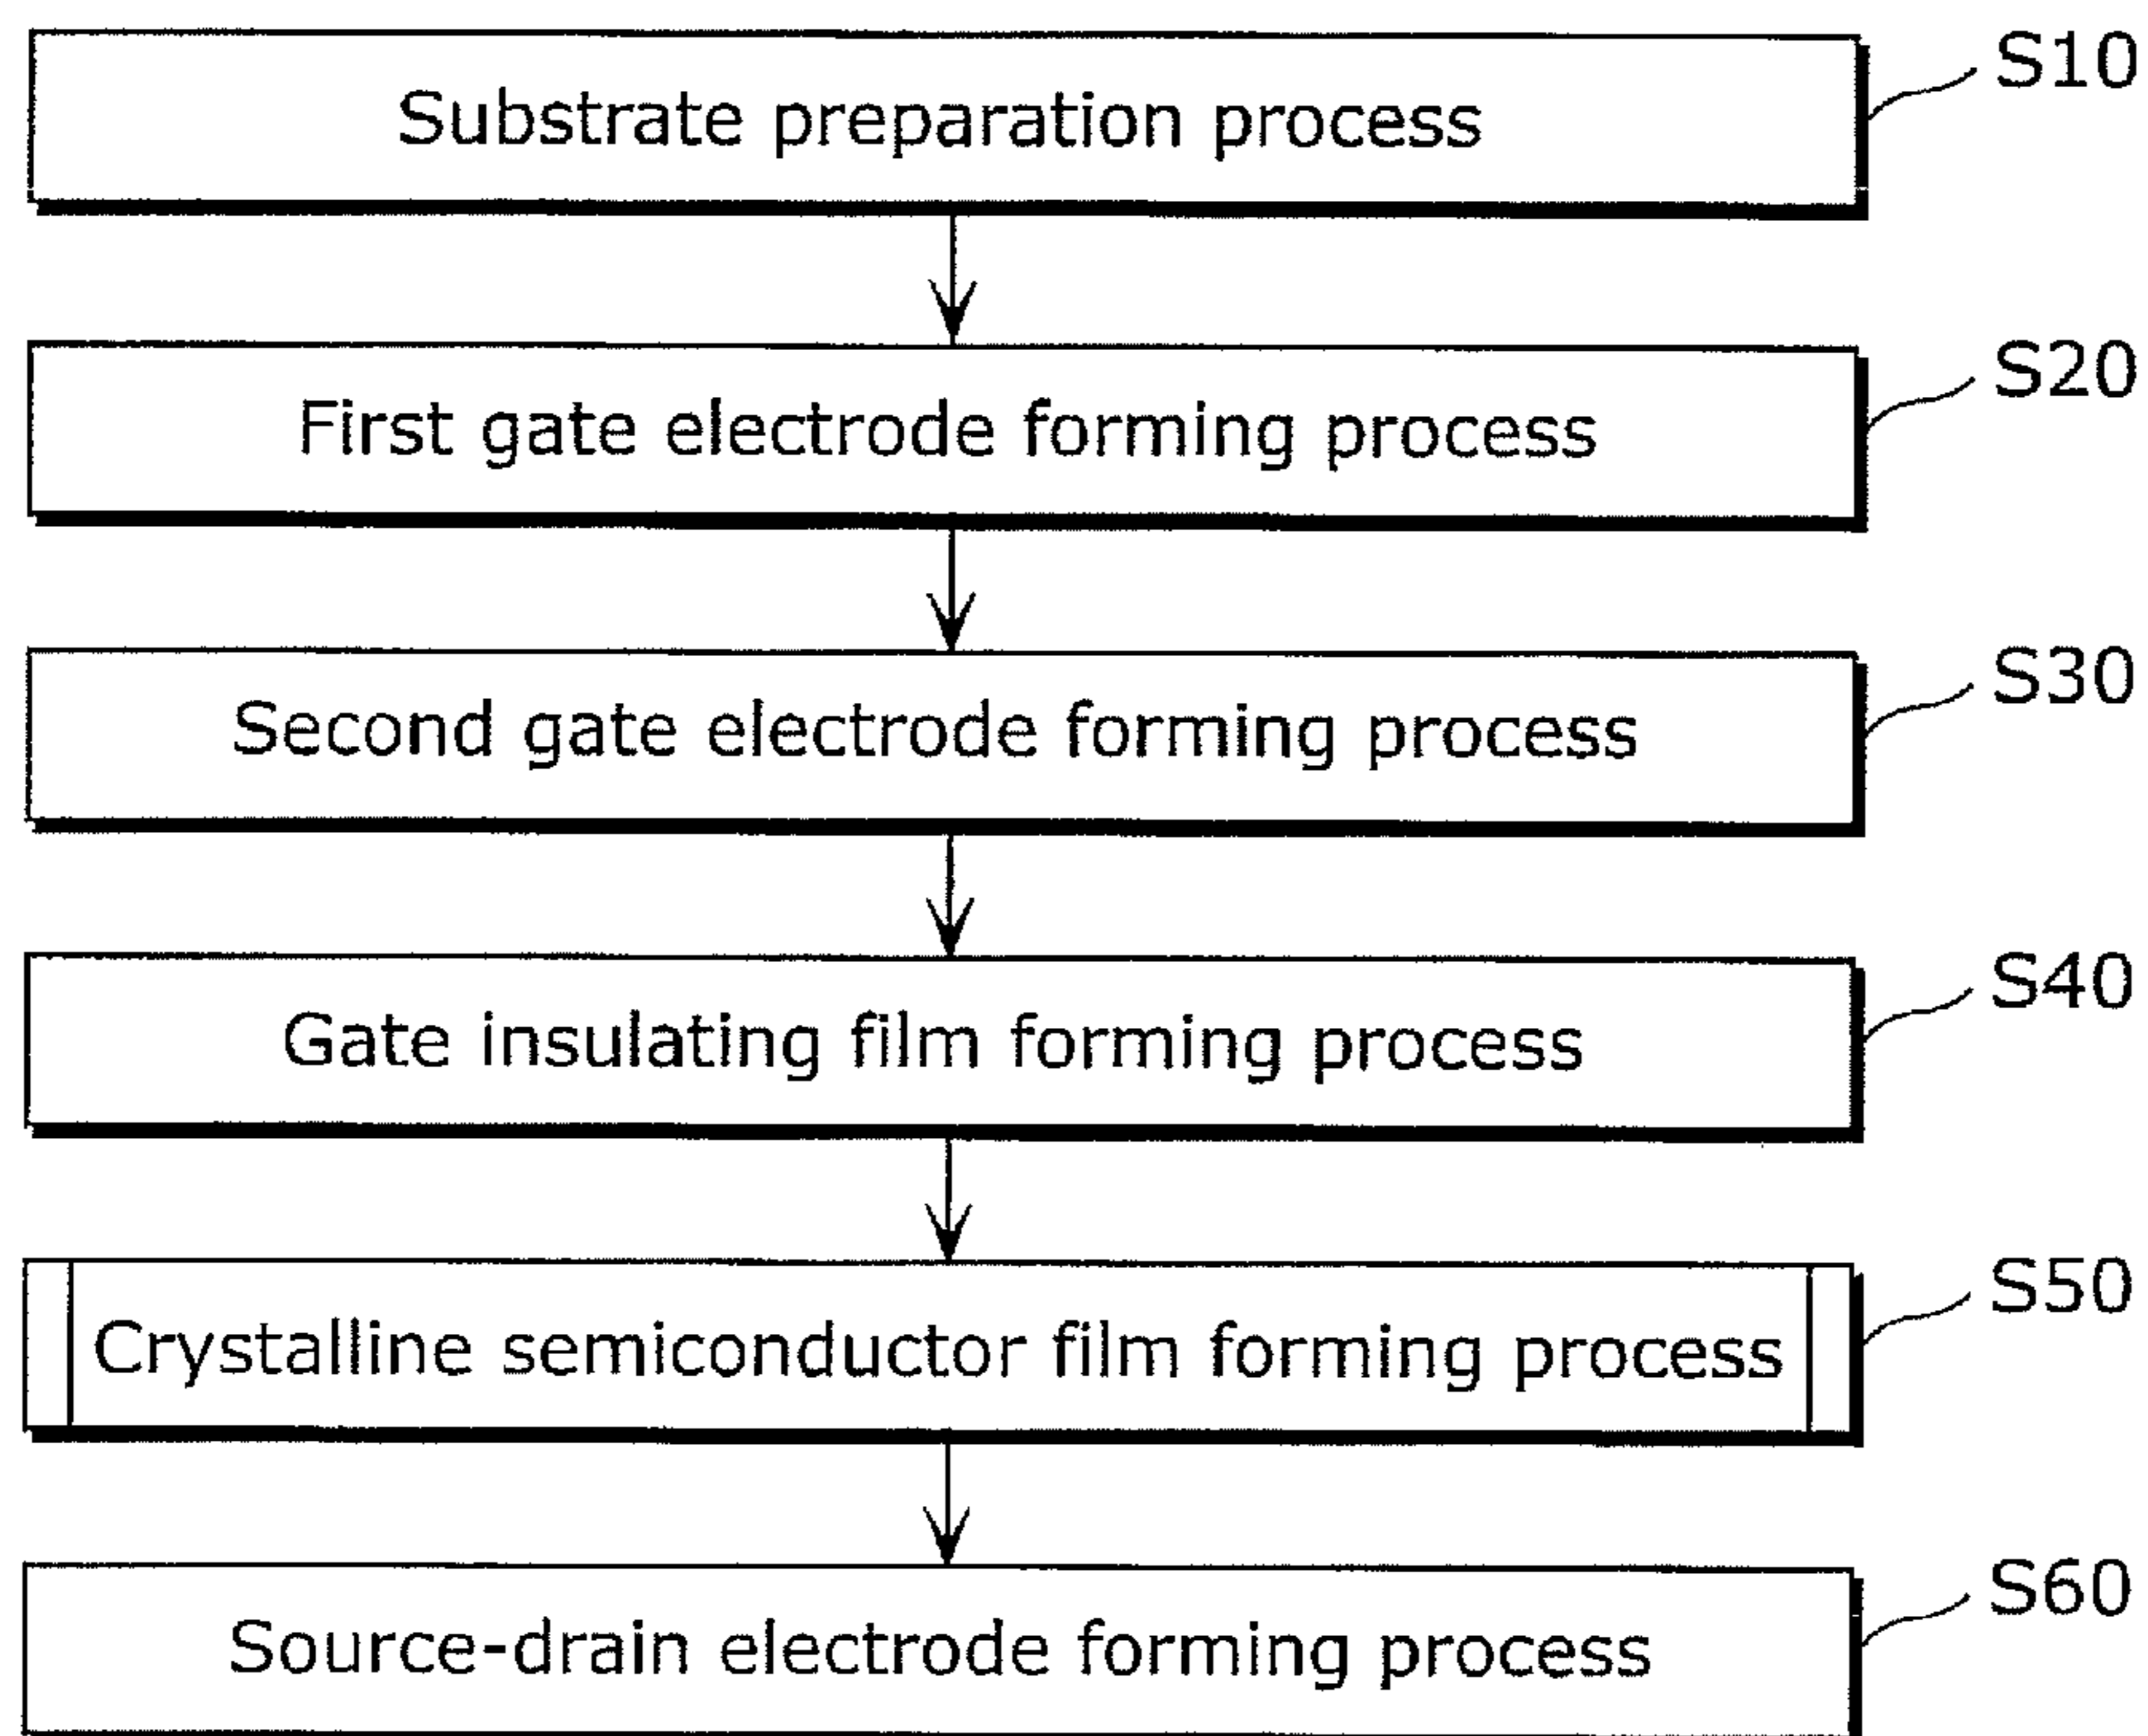 Substrate preparation process S10
First gate electrode forming process S20
Second gate electrode forming process S30
Gate insulating film forming process S40
Crystalline semiconductor film forming process S50
Source-drain electrode forming process S60